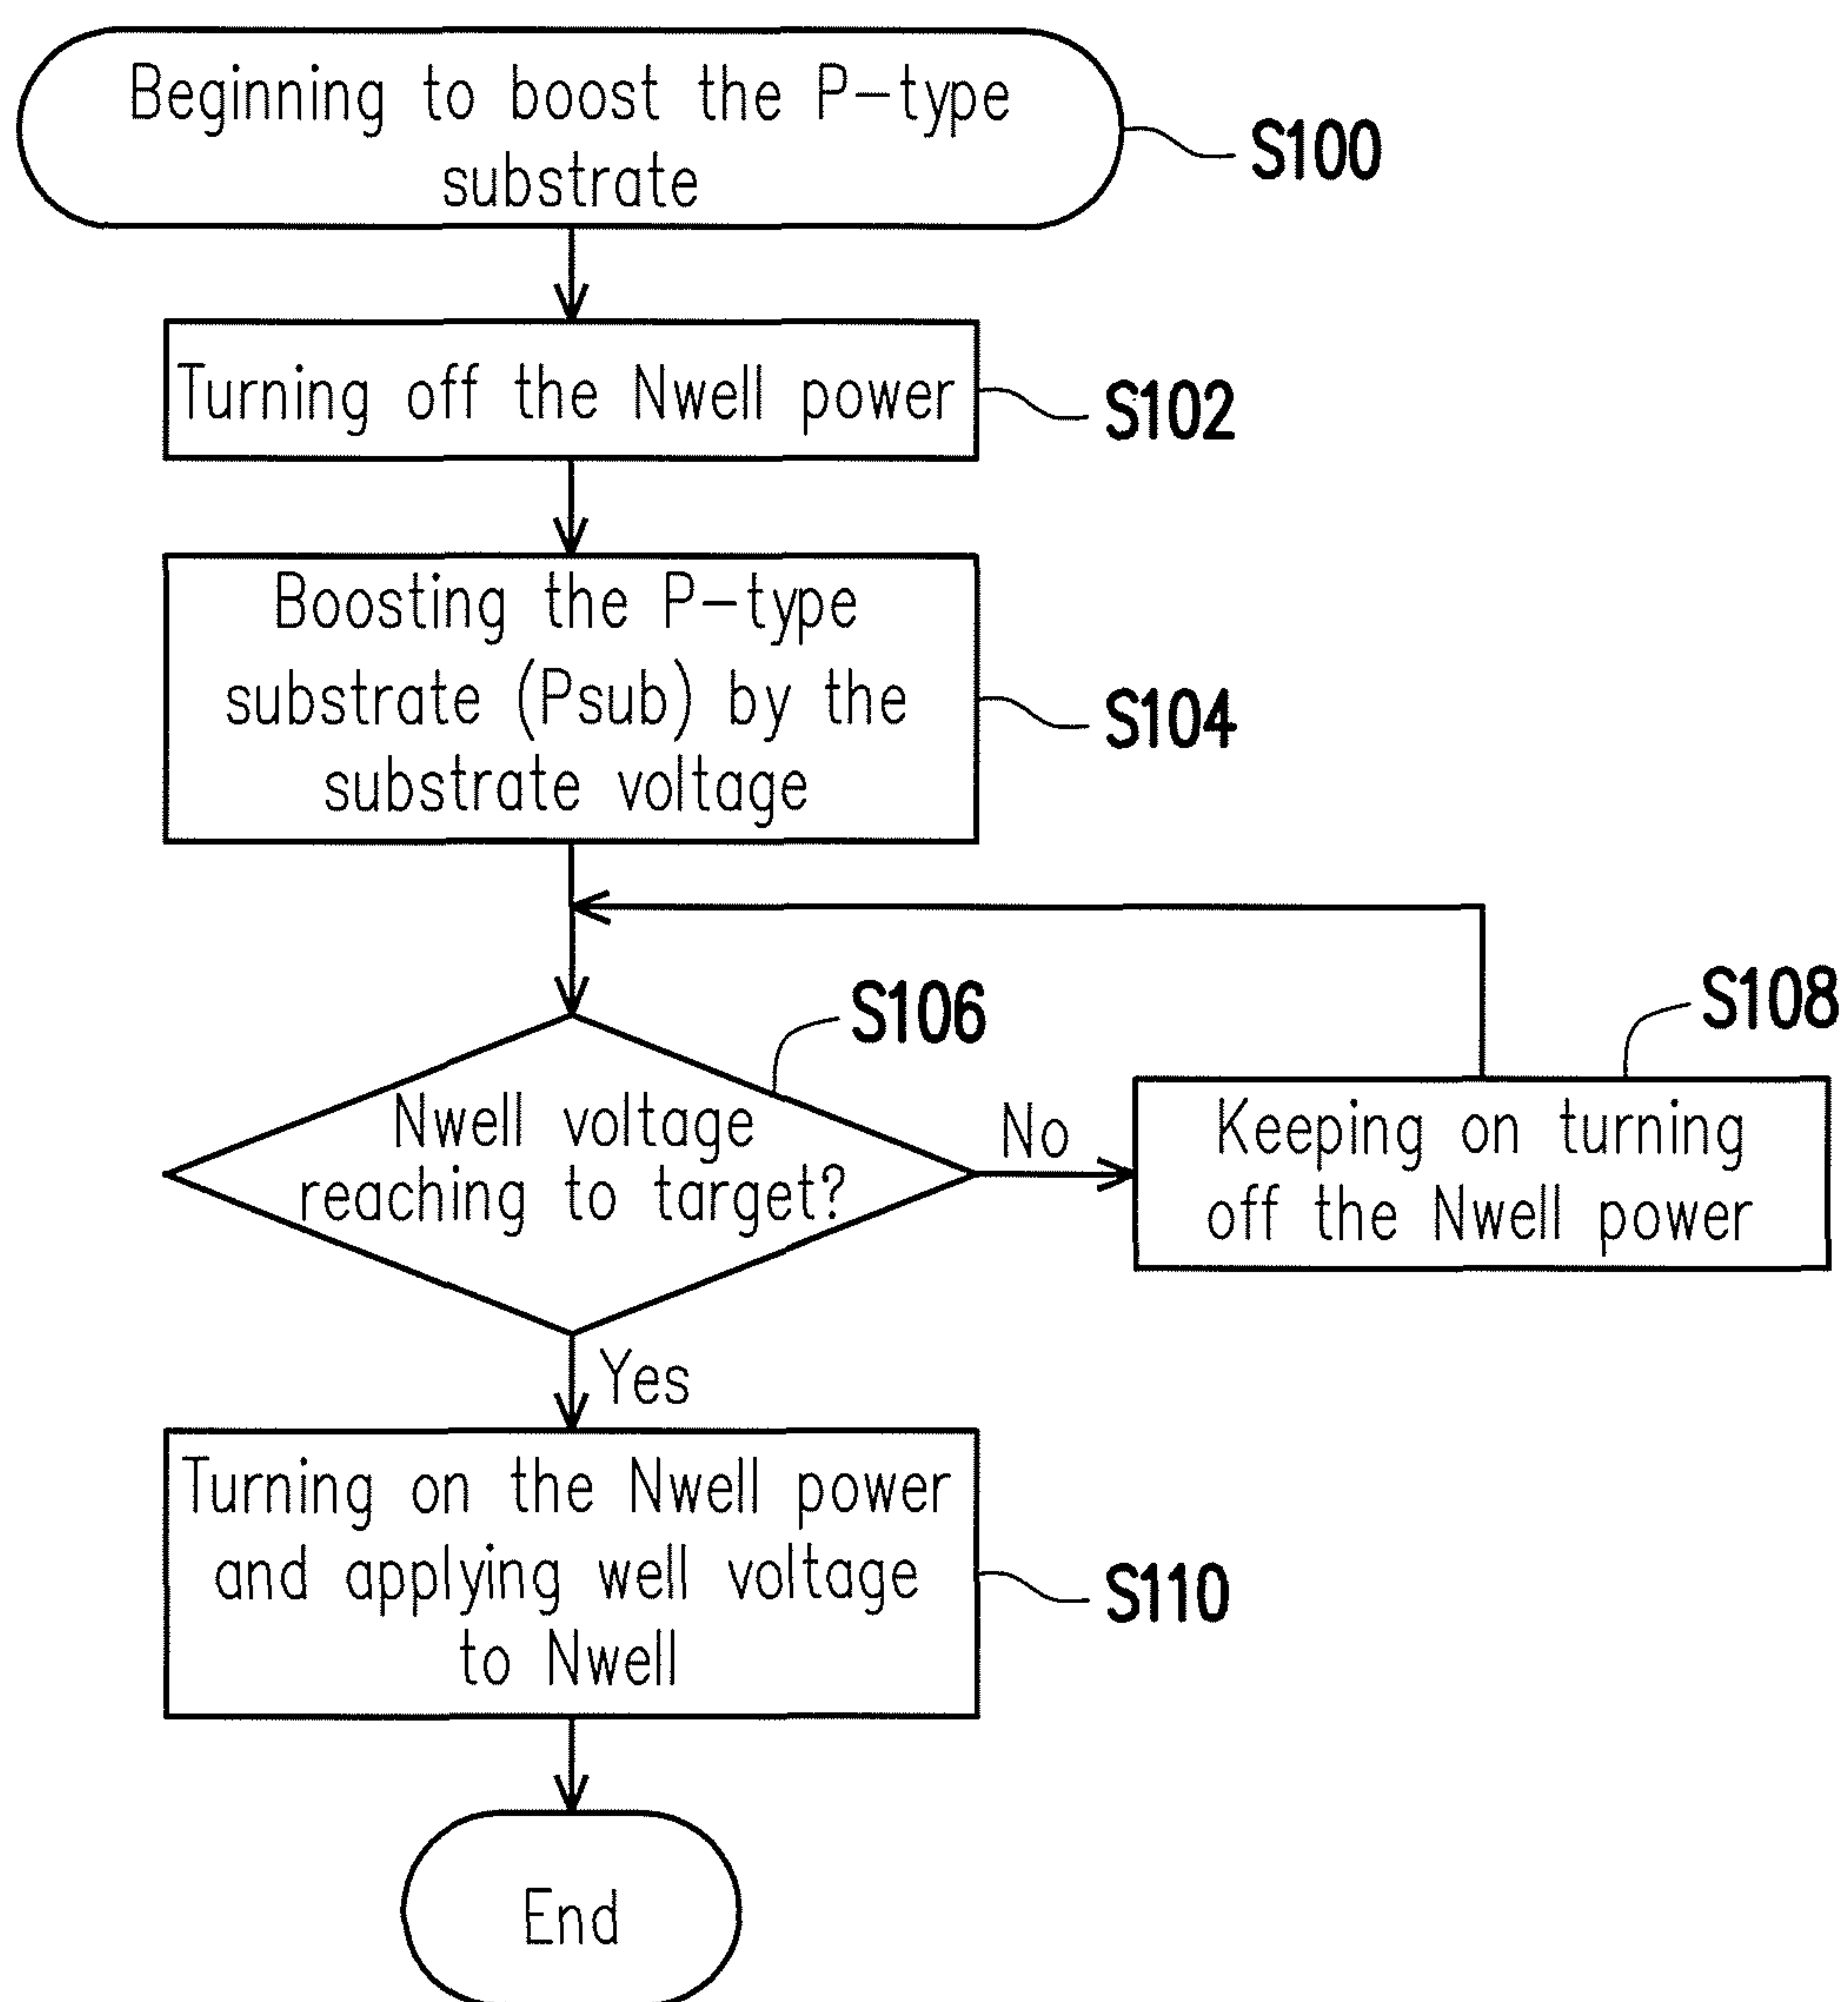 Beginning to boost the P-type
substrate
S100
Turning off the Nwell power
S102
Boosting the P-type
substrate (Psub) by the
substrate voltage
S104
S106
Nwell voltage
reaching to target?
No
S108
Keeping on turning
off the Nwell power
Yes
Turning on the Nwell power
and applying well voltage
to Nwell
S110
End